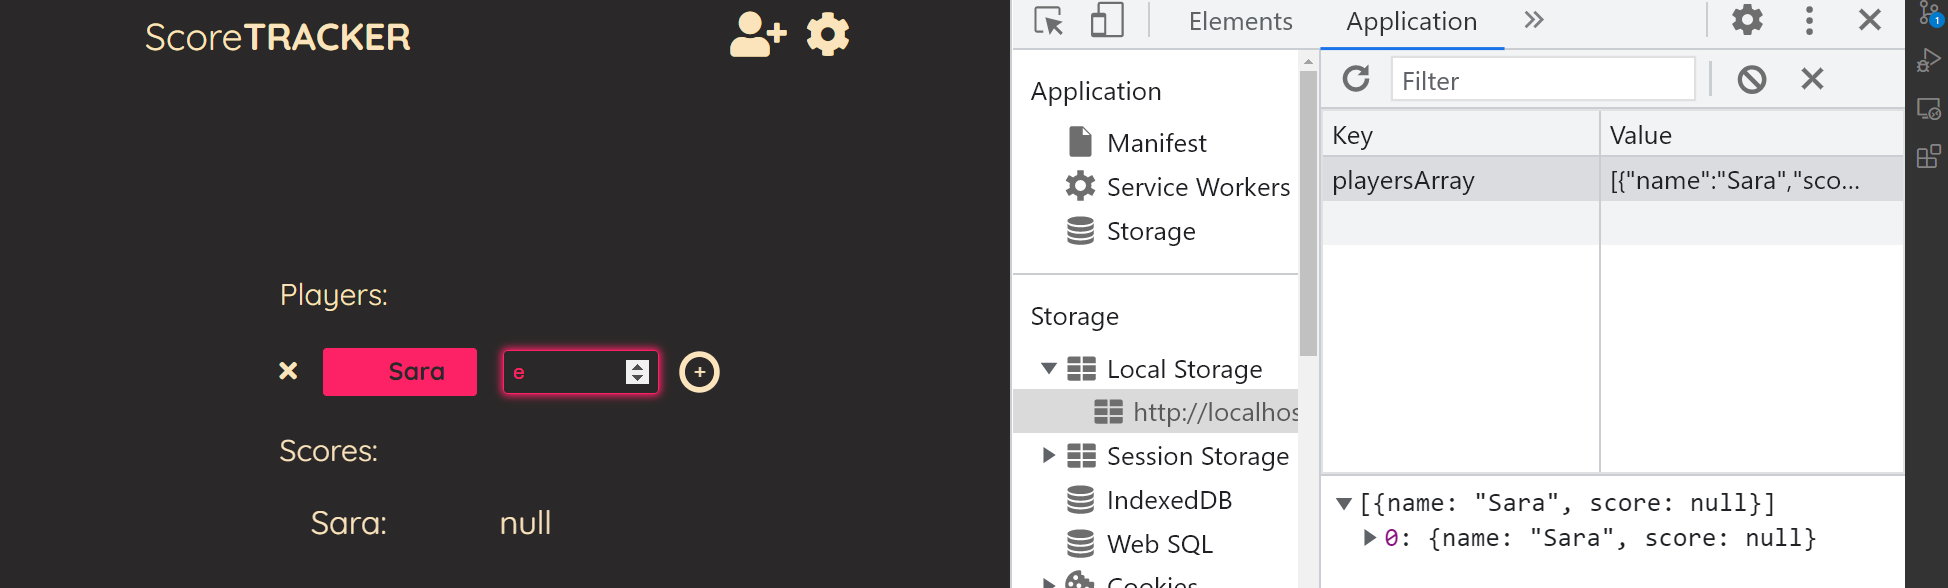 ScoreTRACKER
Players:
Sara
e
+
Scores:
Sara: null
Elements Application
Application
Manifest
Service Workers
Storage
Storage
Local Storage
http://localhos
Session Storage
IndexedDB
Web SQL
Cookies
Filter
Key Value
playersArray [{"name":"Sara","sco...
[{name: "Sara", score: null}]
0: {name: "Sara", score: null}
1